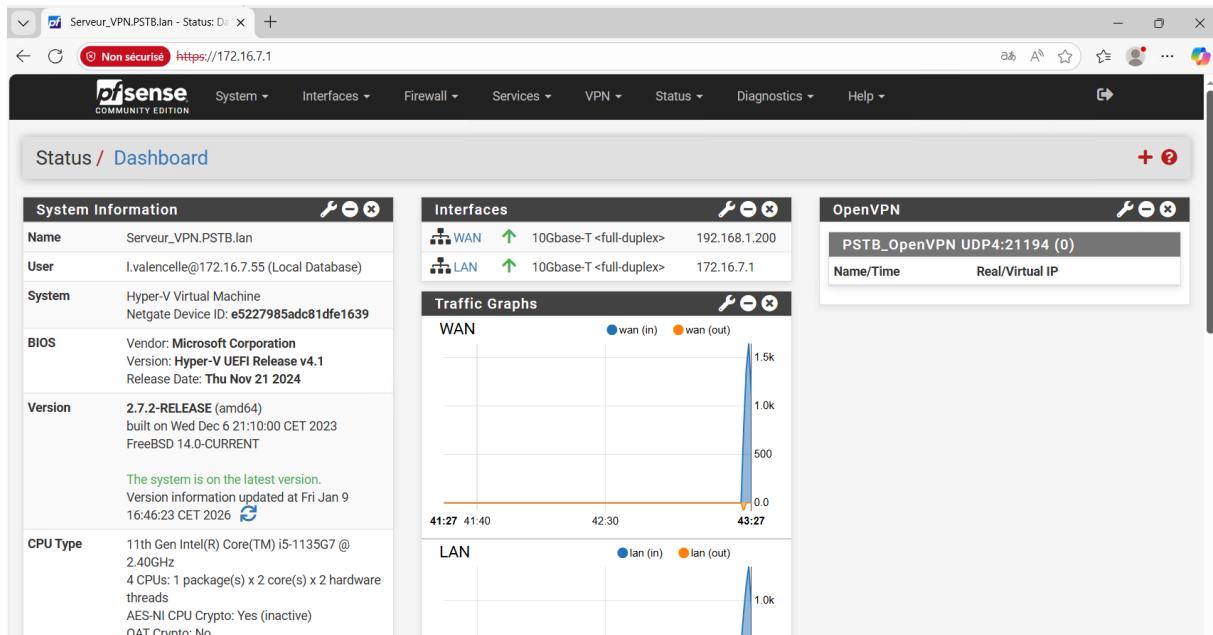 Serveur_VPN.PSTB.lan - Status: Da
Non sécurisé https://172.16.7.1
pfsense
COMMUNITY EDITION
System Interfaces Firewall Services VPN Status Diagnostics Help
Status / Dashboard
System Information
Name Serveur_VPN.PSTB.lan
User l.valencelle@172.16.7.55 (Local Database)
System Hyper-V Virtual Machine
Netgate Device ID: e5227985adc81dfe1639
BIOS Vendor: Microsoft Corporation
Version: Hyper-V UEFI Release v4.1
Release Date: Thu Nov 21 2024
Version 2.7.2-RELEASE (amd64)
built on Wed Dec 6 21:10:00 CET 2023
FreeBSD 14.0-CURRENT
The system is on the latest version.
Version information updated at Fri Jan 9
16:46:23 CET 2026
CPU Type 11th Gen Intel(R) Core(TM) i5-1135G7 @
2.40GHz
4 CPUs: 1 package(s) x 2 core(s) x 2 hardware
threads
AES-NI CPU Crypto: Yes (inactive)
QAT Crypto: No
Interfaces
WAN 10Gbase-T <full-duplex> 192.168.1.200
LAN 10Gbase-T <full-duplex> 172.16.7.1
Traffic Graphs
WAN wan (in) wan (out)
1.5k
1.0k
500
0.0
41:27 41:40 42:30 43:27
LAN lan (in) lan (out)
1.0k
OpenVPN
PSTB_OpenVPN UDP4:21194 (0)
Name/Time Real/Virtual IP